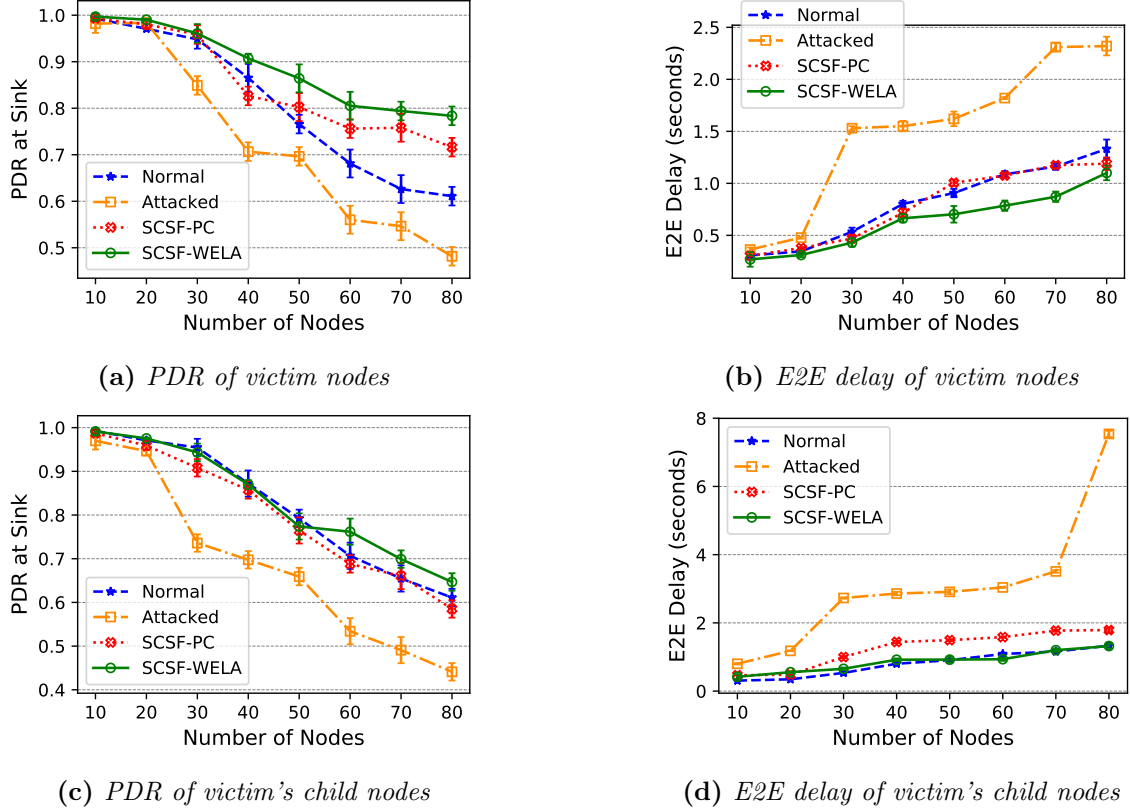 PDR at Sink
1.0
0.9
0.8
0.7
0.6
0.5
Normal
Attacked
SCSF-PC
SCSF-WELA
10 20 30 40 50 60 70 80
Number of Nodes
(a) PDR of victim nodes
E2E Delay (seconds)
2.5
2.0
1.5
1.0
0.5
Normal
Attacked
SCSF-PC
SCSF-WELA
10 20 30 40 50 60 70 80
Number of Nodes
(b) E2E delay of victim nodes
PDR at Sink
1.0
0.9
0.8
0.7
0.6
0.5
0.4
Normal
Attacked
SCSF-PC
SCSF-WELA
10 20 30 40 50 60 70 80
Number of Nodes
(c) PDR of victim's child nodes
E2E Delay (seconds)
8
6
4
2
0
Normal
Attacked
SCSF-PC
SCSF-WELA
10 20 30 40 50 60 70 80
Number of Nodes
(d) E2E delay of victim's child nodes